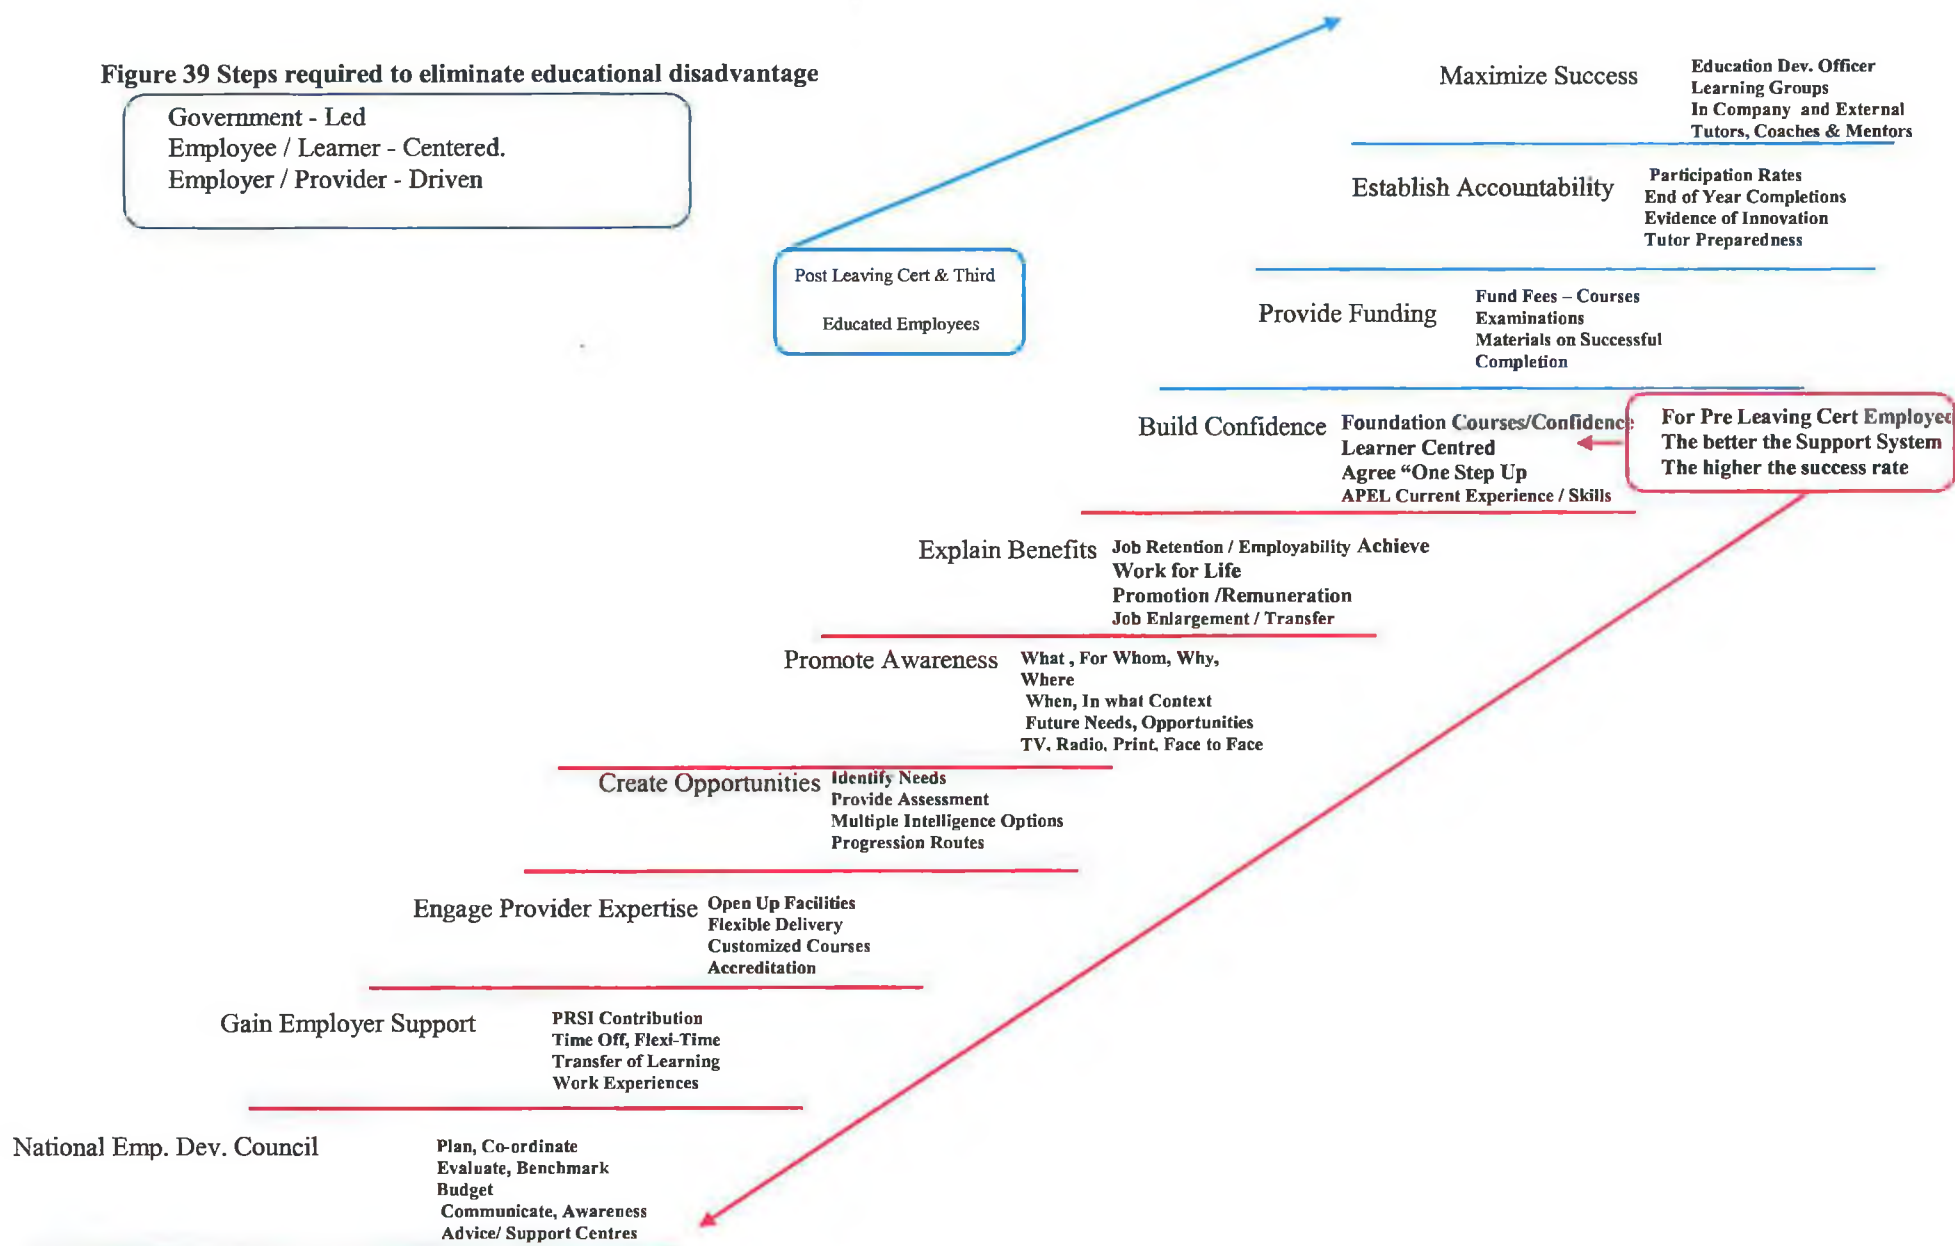 Figure 39 Steps required to eliminate educational disadvantage
Government - Led
Employee / Learner - Centered.
Employer / Provider - Driven
Post Leaving Cert & Third
Educated Employees
Maximize Success
Education Dev. Officer
Learning Groups
In Company and External
Tutors, Coaches & Mentors
Establish Accountability
Participation Rates
End of Year Completions
Evidence of Innovation
Tutor Preparedness
Provide Funding
Fund Fees – Courses
Examinations
Materials on Successful
Completion
Build Confidence
Foundation Courses/Confidenc
Learner Centred
Agree “One Step Up
APEL Current Experience / Skills
For Pre Leaving Cert Employee
The better the Support System
The higher the success rate
Explain Benefits
Job Retention / Employability Achieve
Work for Life
Promotion /Remuneration
Job Enlargement / Transfer
Promote Awareness
What , For Whom, Why,
Where
When, In what Context
Future Needs, Opportunities
TV, Radio, Print, Face to Face
Create Opportunities
Identify Needs
Provide Assessment
Multiple Intelligence Options
Progression Routes
Engage Provider Expertise
Open Up Facilities
Flexible Delivery
Customized Courses
Accreditation
Gain Employer Support
PRSI Contribution
Time Off, Flexi-Time
Transfer of Learning
Work Experiences
National Emp. Dev. Council
Plan, Co-ordinate
Evaluate, Benchmark
Budget
Communicate, Awareness
Advice/ Support Centres